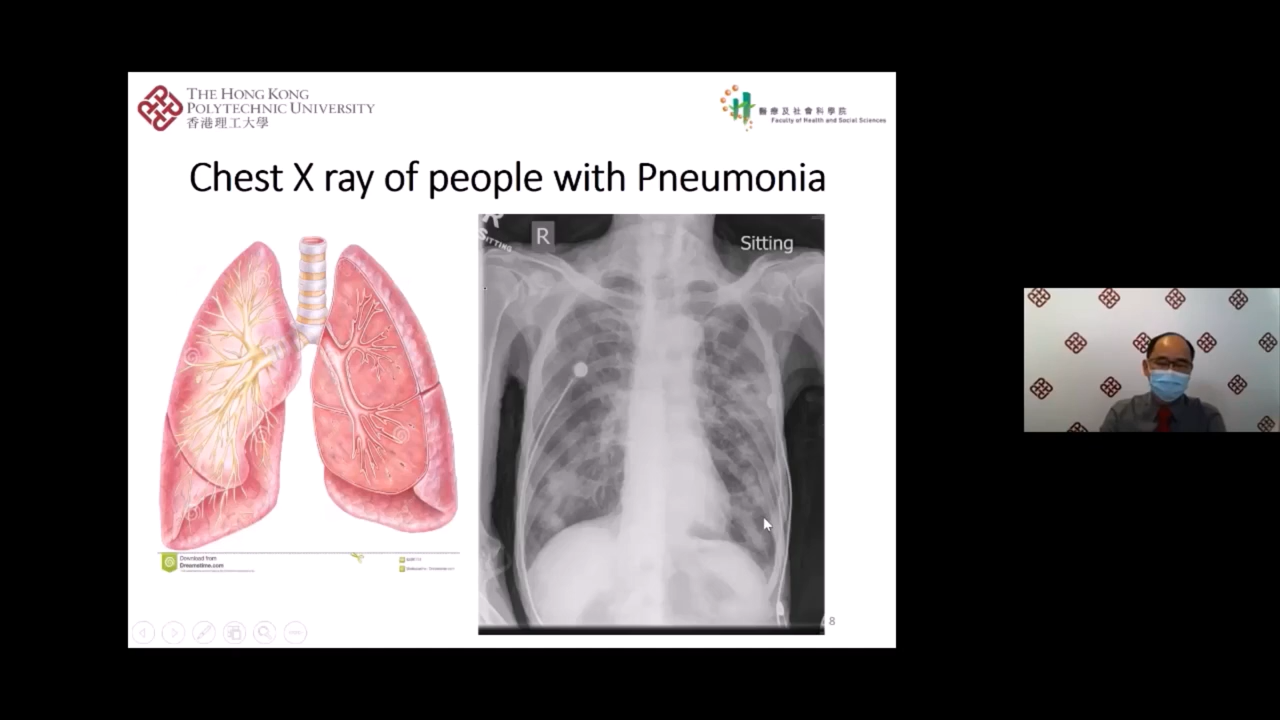 THE HONG KONG
POLYTECHNIC UNIVERSITY
香港理工大學
醫療及社會科學院
Faculty of Health and Social Sciences
Chest X ray of people with Pneumonia
R
SITTING
R
Sitting
Download from
Dreamstime.com
8